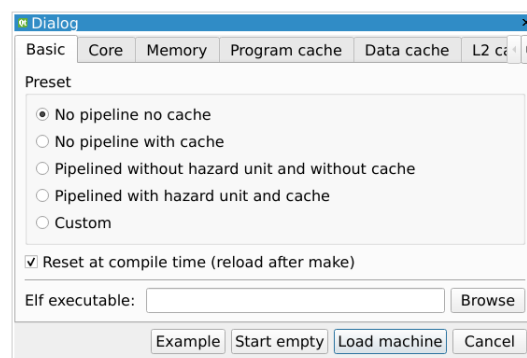 Dialog
Basic Core Memory Program cache Data cache L2 ca
Preset
No pipeline no cache
No pipeline with cache
Pipelined without hazard unit and without cache
Pipelined with hazard unit and cache
Custom
Reset at compile time (reload after make)
Elf executable: Browse
Example Start empty Load machine Cancel